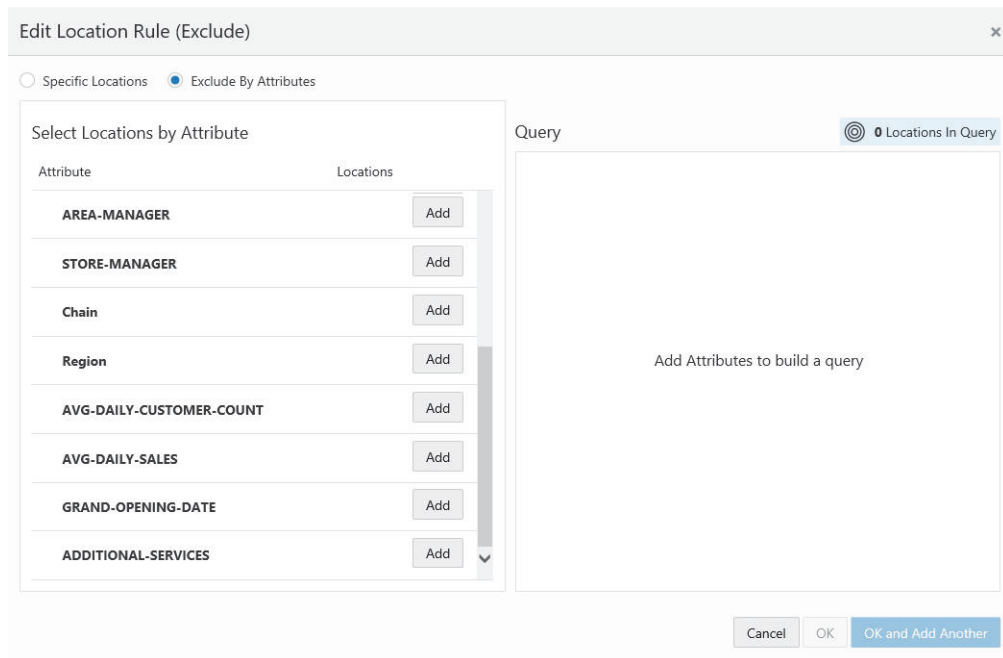 Edit Location Rule (Exclude)
×
Specific Locations Exclude By Attributes
Select Locations by Attribute
Attribute Locations
AREA-MANAGER Add
STORE-MANAGER Add
Chain Add
Region Add
AVG-DAILY-CUSTOMER-COUNT Add
AVG-DAILY-SALES Add
GRAND-OPENING-DATE Add
ADDITIONAL-SERVICES Add
Query 0 Locations In Query
Add Attributes to build a query
Cancel OK OK and Add Another